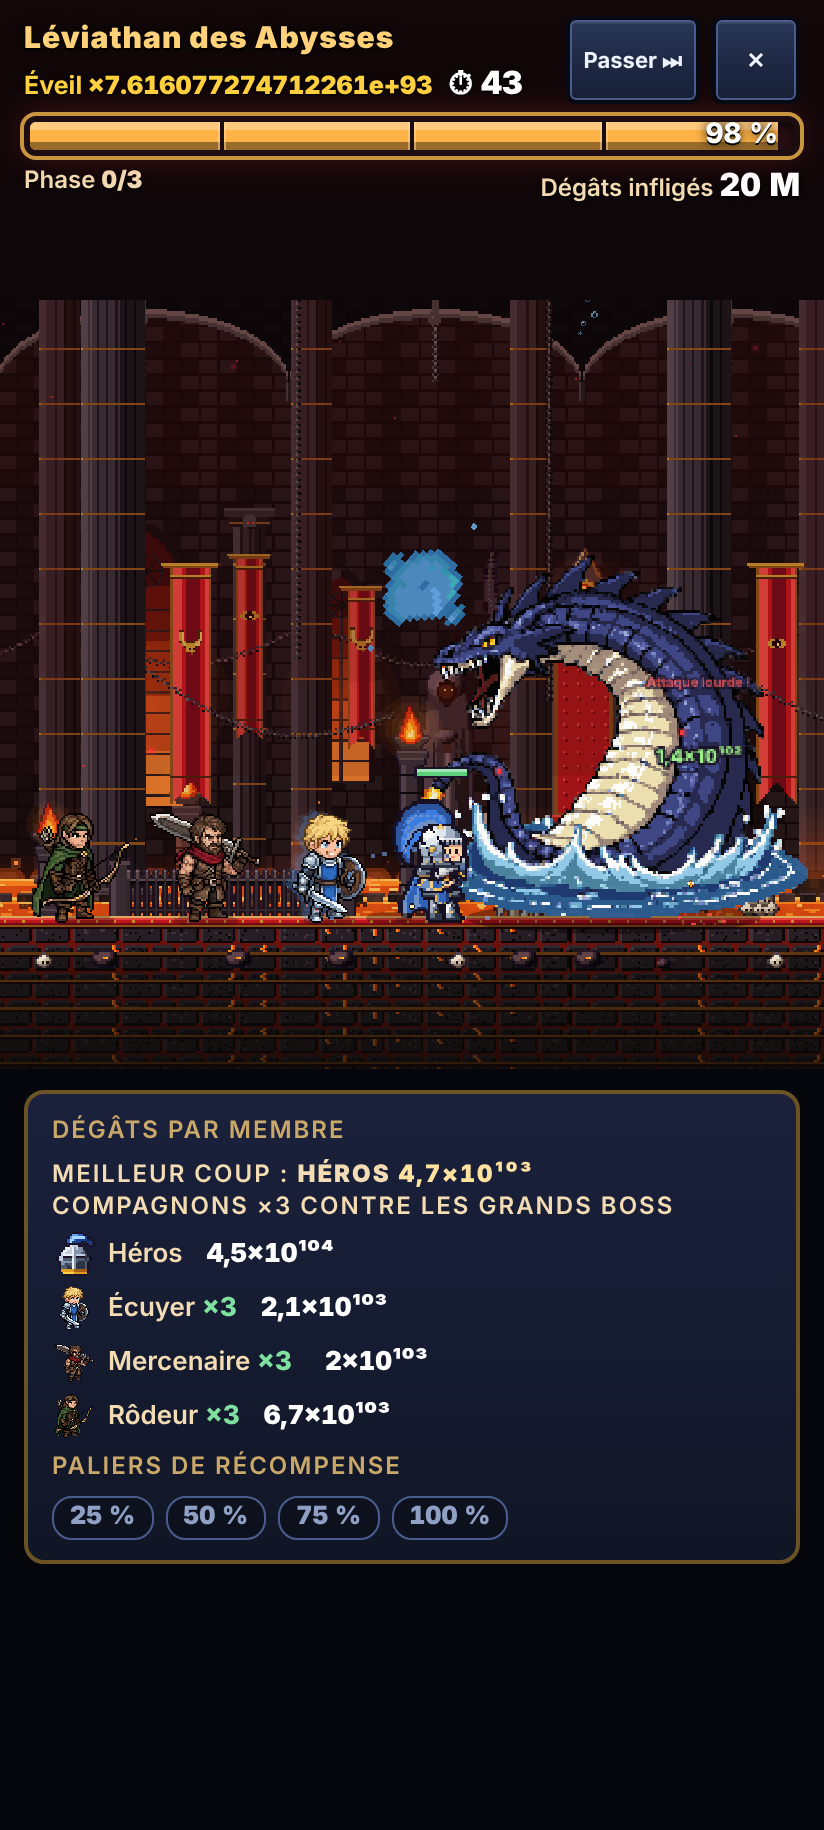 Léviathan des Abysses
Passer ⏭
×
Éveil ×7.616077274712261e+93 ⏱ 43
98 %
Phase 0/3
Dégâts infligés 20 M
Attaque lourde !
1,4×10¹⁰²
DÉGÂTS PAR MEMBRE
MEILLEUR COUP : HÉROS 4,7×10¹⁰³
COMPAGNONS ×3 CONTRE LES GRANDS BOSS
Héros 4,5×10¹⁰⁴
Écuyer ×3 2,1×10¹⁰³
Mercenaire ×3 2×10¹⁰³
Rôdeur ×3 6,7×10¹⁰³
PALIERS DE RÉCOMPENSE
25 % 50 % 75 % 100 %